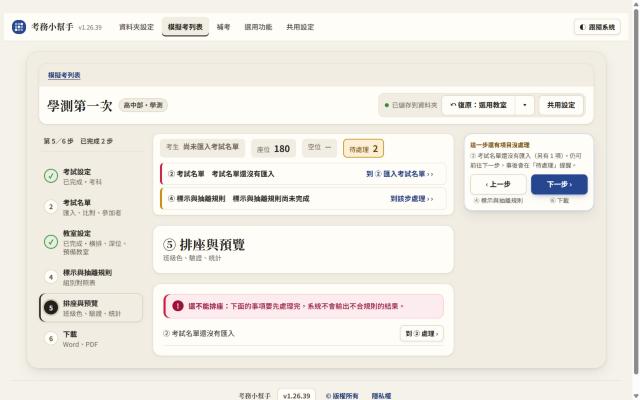 考務小幫手 v1.26.39 資料夾設定 模擬考列表 補考 選用功能 共用設定 跟隨系統
模擬考列表
學測第一次 高中部・學測 已儲存到資料夾 復原：選用教室 共用設定
第 5／6 步 已完成 2 步
考試設定
已完成・考科
2 考試名單
匯入、比對、參加者
教室設定
已完成・橫排、深位、
預備教室
4 標示與抽離規則
組別對照表
5 排座與預覽
班級色、驗證、統計
6 下載
Word、PDF
考生 尚未匯入考試名單 座位 180 空位 — 待處理 2
② 考試名單 考試名單還沒有匯入 到 ② 匯入考試名單 ››
④ 標示與抽離規則 標示與抽離規則尚未完成 到該步處理 ››
⑤ 排座與預覽
班級色、驗證、統計
還不能排座：下面的事項要先處理完，系統不會輸出不合規則的結果。
② 考試名單還沒有匯入 到 ② 處理 ›
這一步還有項目沒處理
② 考試名單還沒有匯入（另有 1 項）。仍可
前往下一步，事後會在「待處理」提醒。
‹ 上一步 下一步 ›
④ 標示與抽離規則 ⑥ 下載
考務小幫手 v1.26.39 © 版權所有 隱私權